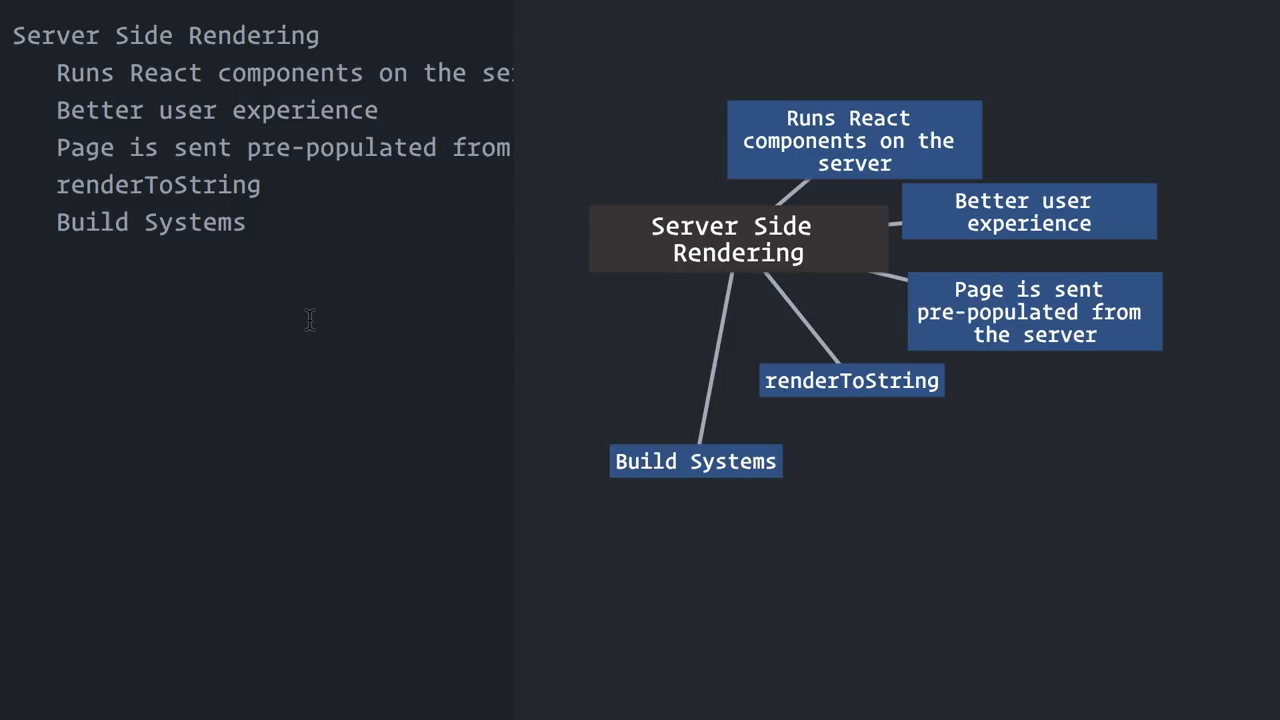 Server Side Rendering
Runs React components on the se
Better user experience
Page is sent pre-populated from
renderToString
Build Systems
Runs React
components on the
server
Better user
experience
Server Side
Rendering
Page is sent
pre-populated from
the server
renderToString
Build Systems